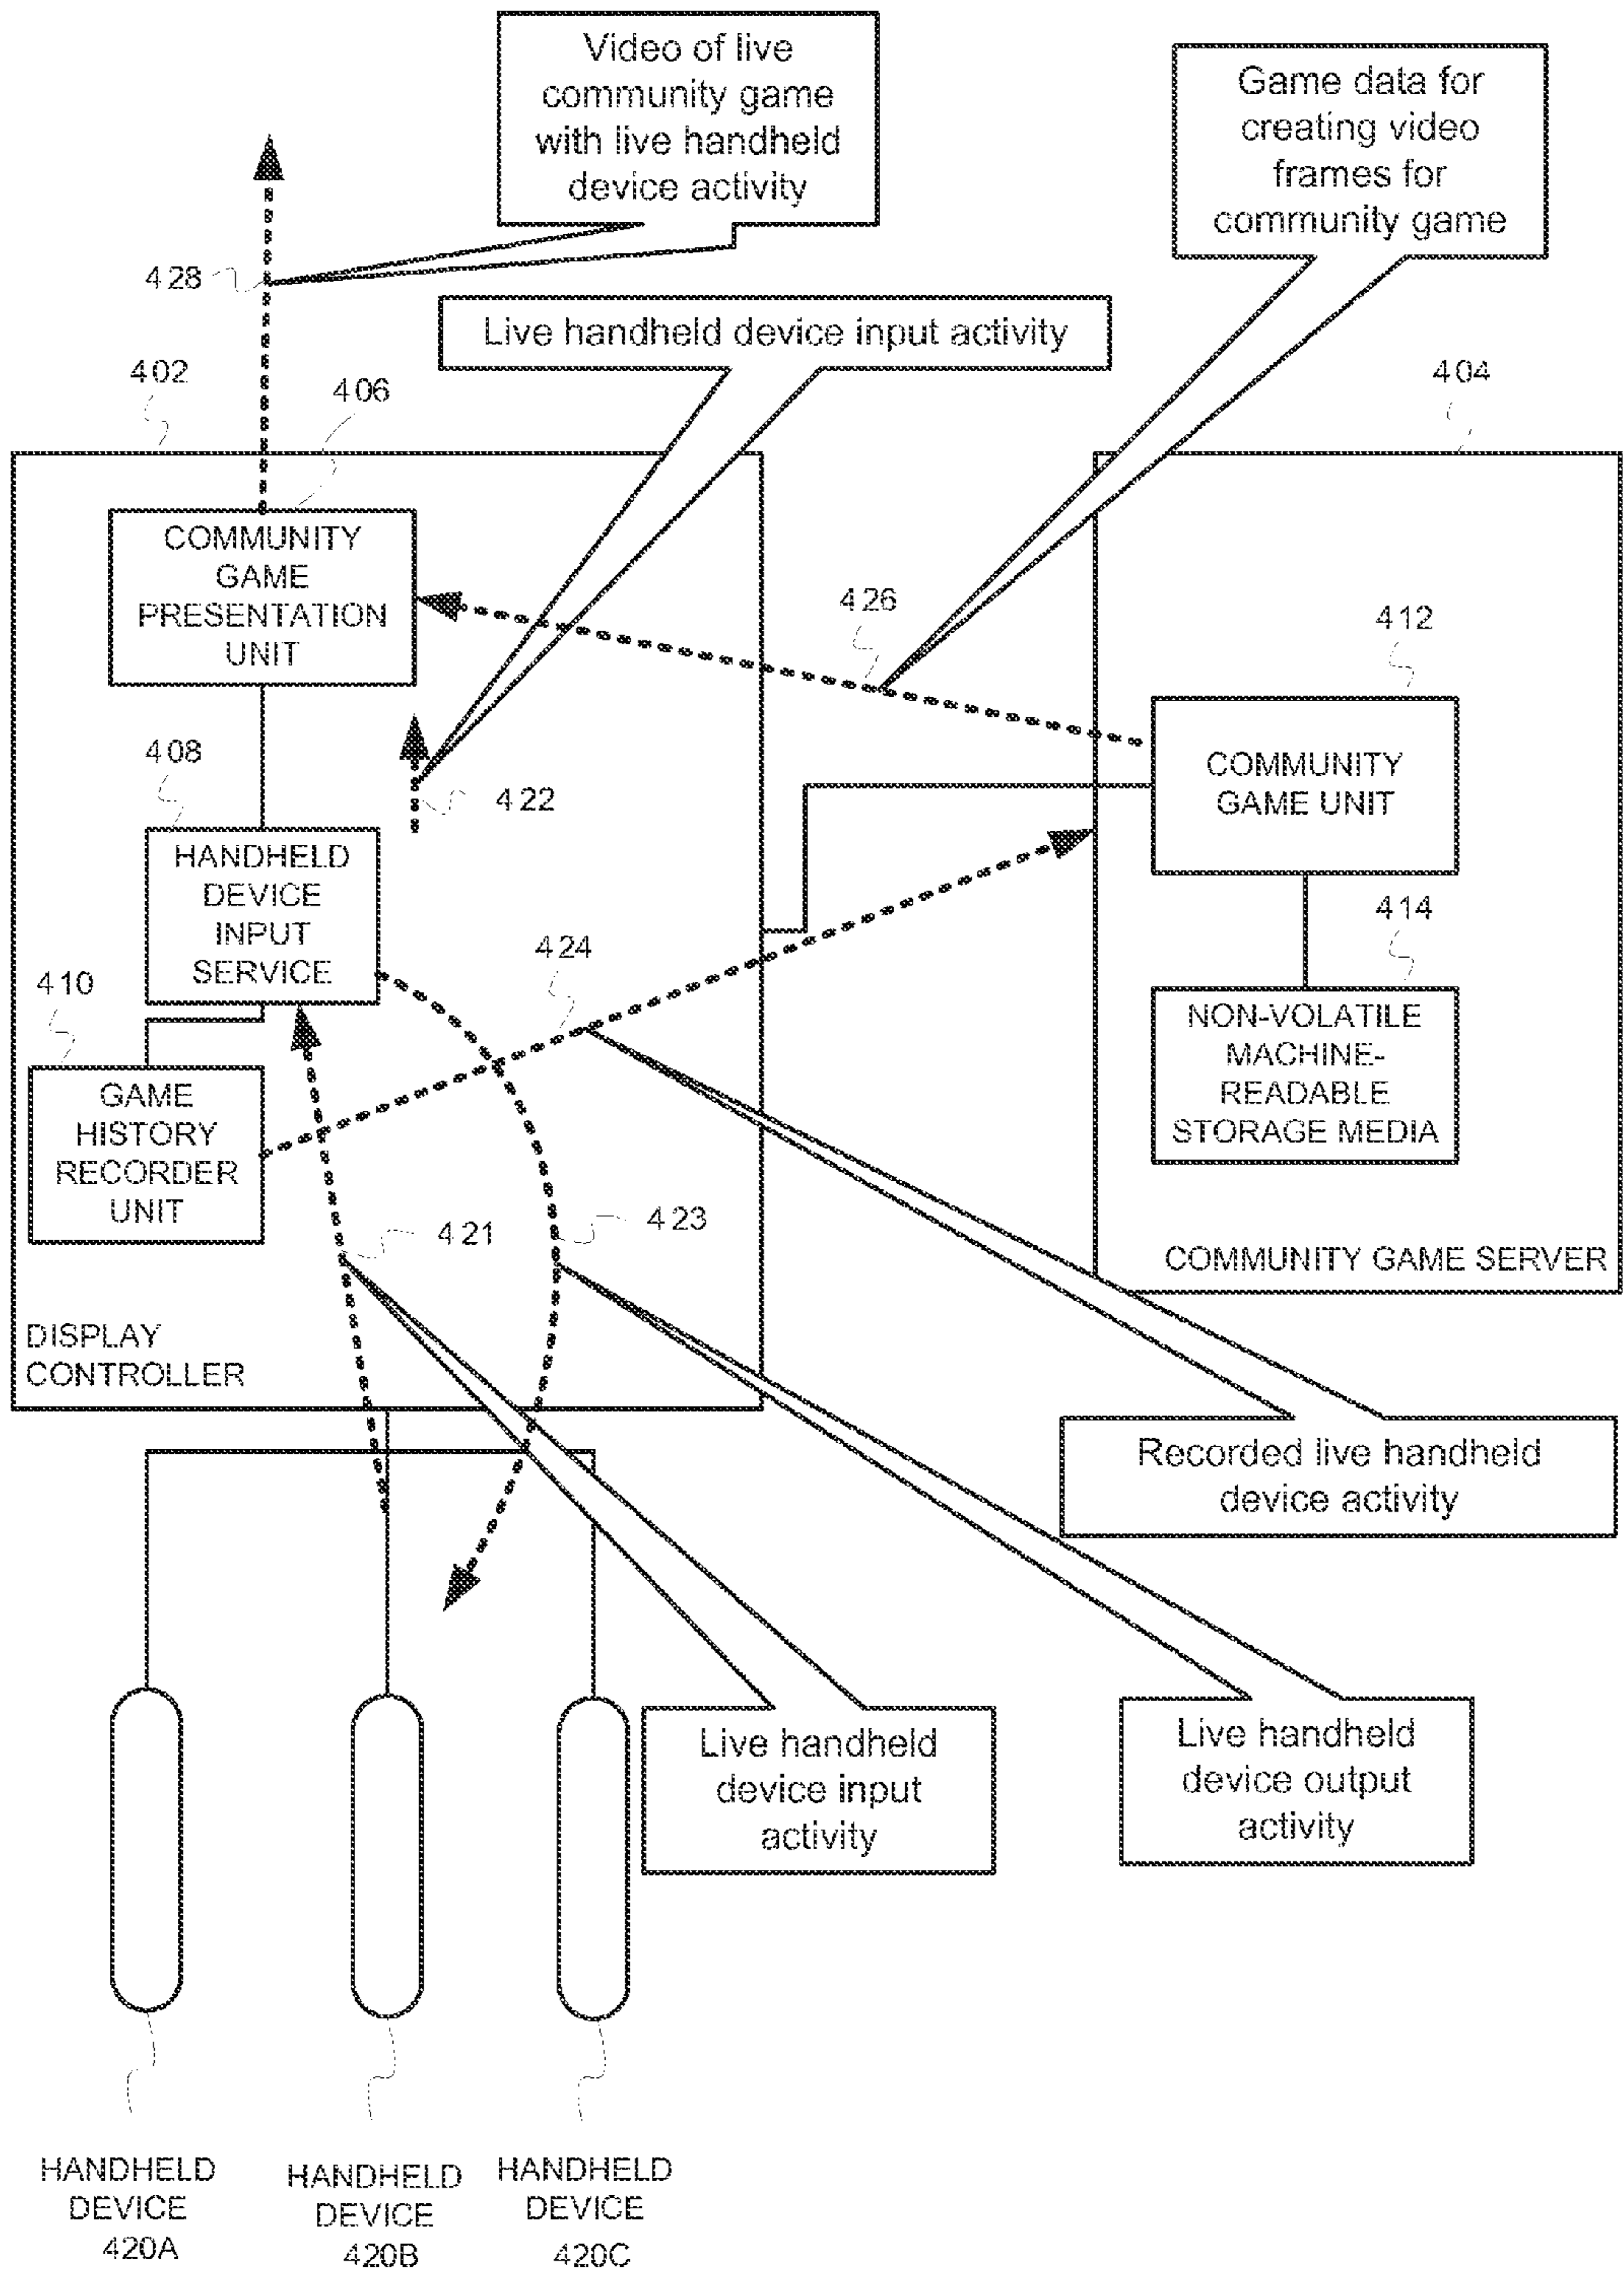 Video of live
community game
with live handheld
device activity
Game data for
creating video
frames for
community game
428
Live handheld device input activity
402
406
404
COMMUNITY
GAME
PRESENTATION
UNIT
426
412
408
422
COMMUNITY
GAME UNIT
HANDHELD
DEVICE
INPUT
SERVICE
424
414
410
NON-VOLATILE
MACHINE-
READABLE
STORAGE MEDIA
GAME
HISTORY
RECORDER
UNIT
421
423
COMMUNITY GAME SERVER
DISPLAY
CONTROLLER
Recorded live handheld
device activity
Live handheld
device input
activity
Live handheld
device output
activity
HANDHELD
DEVICE
420A
HANDHELD
DEVICE
420B
HANDHELD
DEVICE
420C